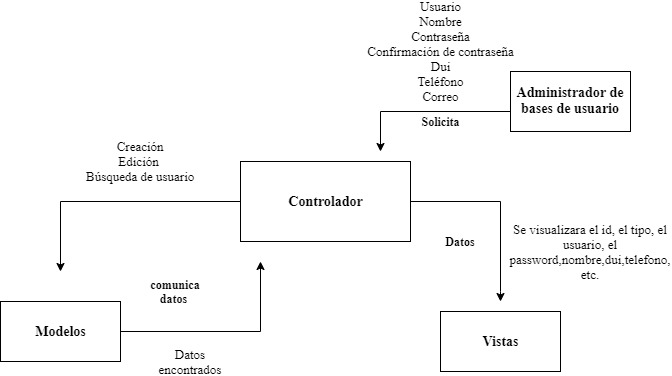 Usuario
Nombre
Contraseña
Confirmación de contraseña
Dui
Teléfono
Correo
Solicita
Administrador de
bases de usuario
Creación
Edición
Búsqueda de usuario
Controlador
Datos
Se visualizara el id, el tipo, el
usuario, el
password,nombre,dui,telefono,
etc.
comunica
datos
Modelos
Datos
encontrados
Vistas